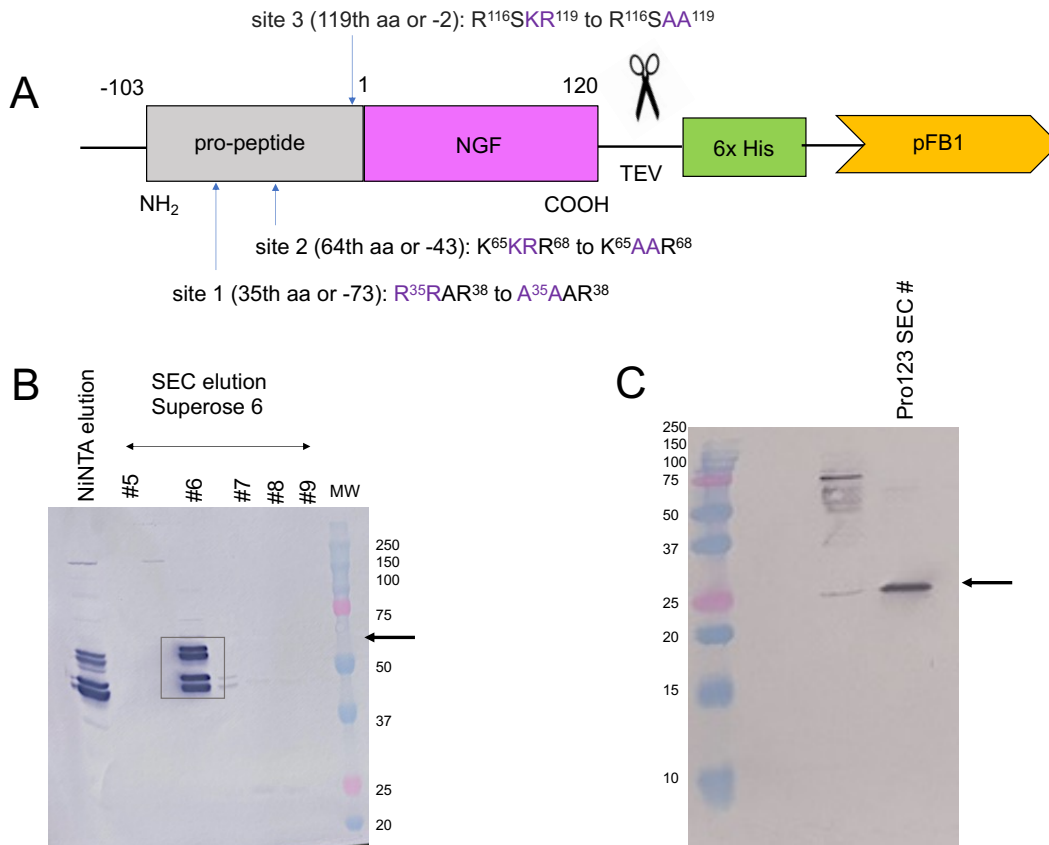 site 3 (119th aa or -2): R¹¹⁶SKR¹¹⁹ to R¹¹⁶SAA¹¹⁹
A
-103
1
120
pro-peptide
NGF
6x His
pFB1
TEV
NH₂
COOH
site 2 (64th aa or -43): K⁶⁵KRR⁶⁸ to K⁶⁵AAR⁶⁸
site 1 (35th aa or -73): R³⁵RAR³⁸ to A³⁵AAR³⁸
B
NiNTA elution
SEC elution
Superose 6
#5
#6
#7
#8
#9
MW
250
150
100
75
50
37
25
20
C
Pro123 SEC #
250
150
100
75
50
37
25
20
15
10